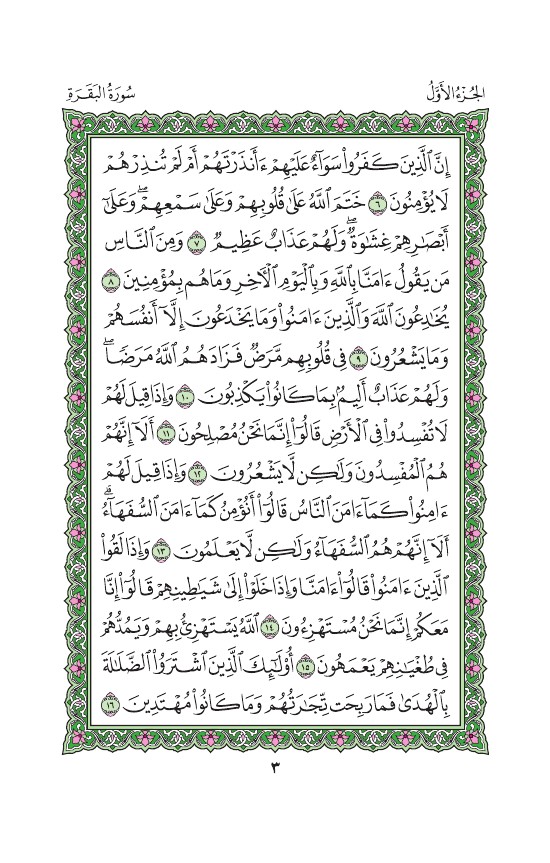 الجُزْءُ الأَوَّلُ سُورَةُ البَقَرَةِ
إِنَّ ٱلَّذِينَ كَفَرُوا۟ سَوَآءٌ عَلَيْهِمْ ءَأَنذَرْتَهُمْ أَمْ لَمْ تُنذِرْهُمْ
لَا يُؤْمِنُونَ ٦ خَتَمَ ٱللَّهُ عَلَىٰ قُلُوبِهِمْ وَعَلَىٰ سَمْعِهِمْ ۖ وَعَلَىٰٓ
أَبْصَٰرِهِمْ غِشَٰوَةٌ ۖ وَلَهُمْ عَذَابٌ عَظِيمٌ ٧ وَمِنَ ٱلنَّاسِ
مَن يَقُولُ ءَامَنَّا بِٱللَّهِ وَبِٱلْيَوْمِ ٱلْءَاخِرِ وَمَا هُم بِمُؤْمِنِينَ ٨
يُخَٰدِعُونَ ٱللَّهَ وَٱلَّذِينَ ءَامَنُوا۟ وَمَا يَخْدَعُونَ إِلَّآ أَنفُسَهُمْ
وَمَا يَشْعُرُونَ ٩ فِى قُلُوبِهِم مَّرَضٌ فَزَادَهُمُ ٱللَّهُ مَرَضًا ۖ
وَلَهُمْ عَذَابٌ أَلِيمٌۢ بِمَا كَانُوا۟ يَكْذِبُونَ ١٠ وَإِذَا قِيلَ لَهُمْ
لَا تُفْسِدُوا۟ فِى ٱلْأَرْضِ قَالُوٓا۟ إِنَّمَا نَحْنُ مُصْلِحُونَ ١١ أَلَآ إِنَّهُمْ
هُمُ ٱلْمُفْسِدُونَ وَلَٰكِن لَّا يَشْعُرُونَ ١٢ وَإِذَا قِيلَ لَهُمْ
ءَامِنُوا۟ كَمَآ ءَامَنَ ٱلنَّاسُ قَالُوٓا۟ أَنُؤْمِنُ كَمَآ ءَامَنَ ٱلسُّفَهَآءُ ۗ
أَلَآ إِنَّهُمْ هُمُ ٱلسُّفَهَآءُ وَلَٰكِن لَّا يَعْلَمُونَ ١٣ وَإِذَا لَقُوا۟
ٱلَّذِينَ ءَامَنُوا۟ قَالُوٓا۟ ءَامَنَّا وَإِذَا خَلَوْا۟ إِلَىٰ شَيَٰطِينِهِمْ قَالُوٓا۟ إِنَّا
مَعَكُمْ إِنَّمَا نَحْنُ مُسْتَهْزِءُونَ ١٤ ٱللَّهُ يَسْتَهْزِئُ بِهِمْ وَيَمُدُّهُمْ
فِى طُغْيَٰنِهِمْ يَعْمَهُونَ ١٥ أُو۟لَٰٓئِكَ ٱلَّذِينَ ٱشْتَرَوُا۟ ٱلضَّلَٰلَةَ
بِٱلْهُدَىٰ فَمَا رَبِحَت تِّجَٰرَتُهُمْ وَمَا كَانُوا۟ مُهْتَدِينَ ١٦
٣